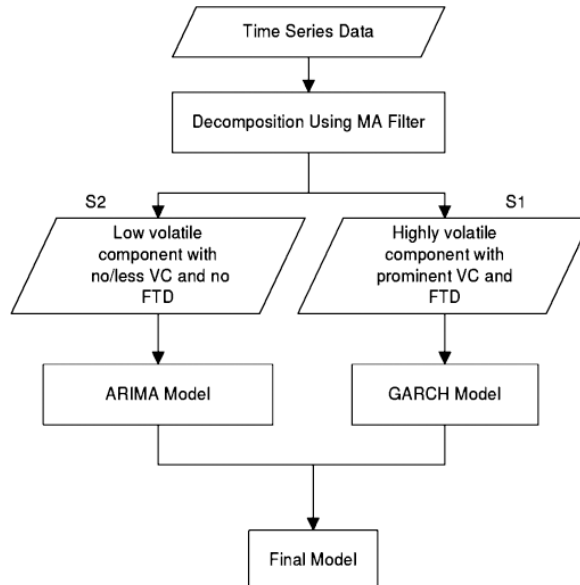 Time Series Data
Decomposition Using MA Filter
S2
S1
Low volatile
component with
no/less VC and no
FTD
Highly volatile
component with
prominent VC and
FTD
ARIMA Model
GARCH Model
Final Model